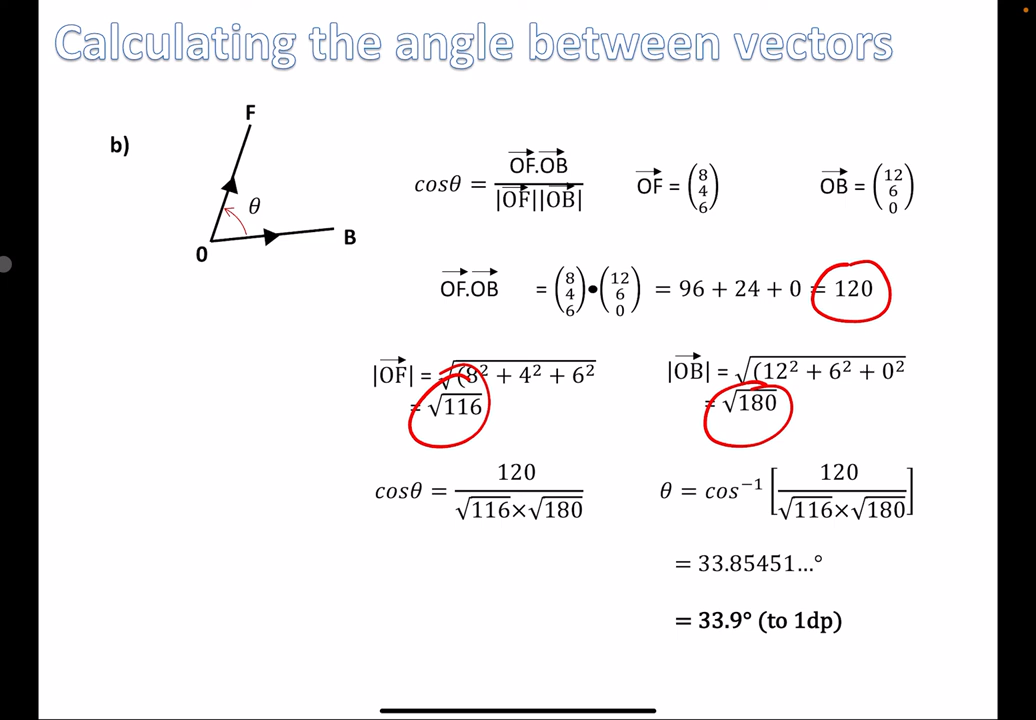 Calculating the angle between vectors
F
b)
θ
B
O
cosθ = OF.OB / |OF||OB|
OF = (8 4 6)
OB = (12 6 0)
OF.OB = (8 4 6)•(12 6 0) = 96 + 24 + 0 = 120
|OF| = √(8² + 4² + 6²
= √116
|OB| = √(12² + 6² + 0²
= √180
cosθ = 120 / √116×√180
θ = cos⁻¹ [120 / √116×√180]
= 33.85451...°
= 33.9° (to 1dp)